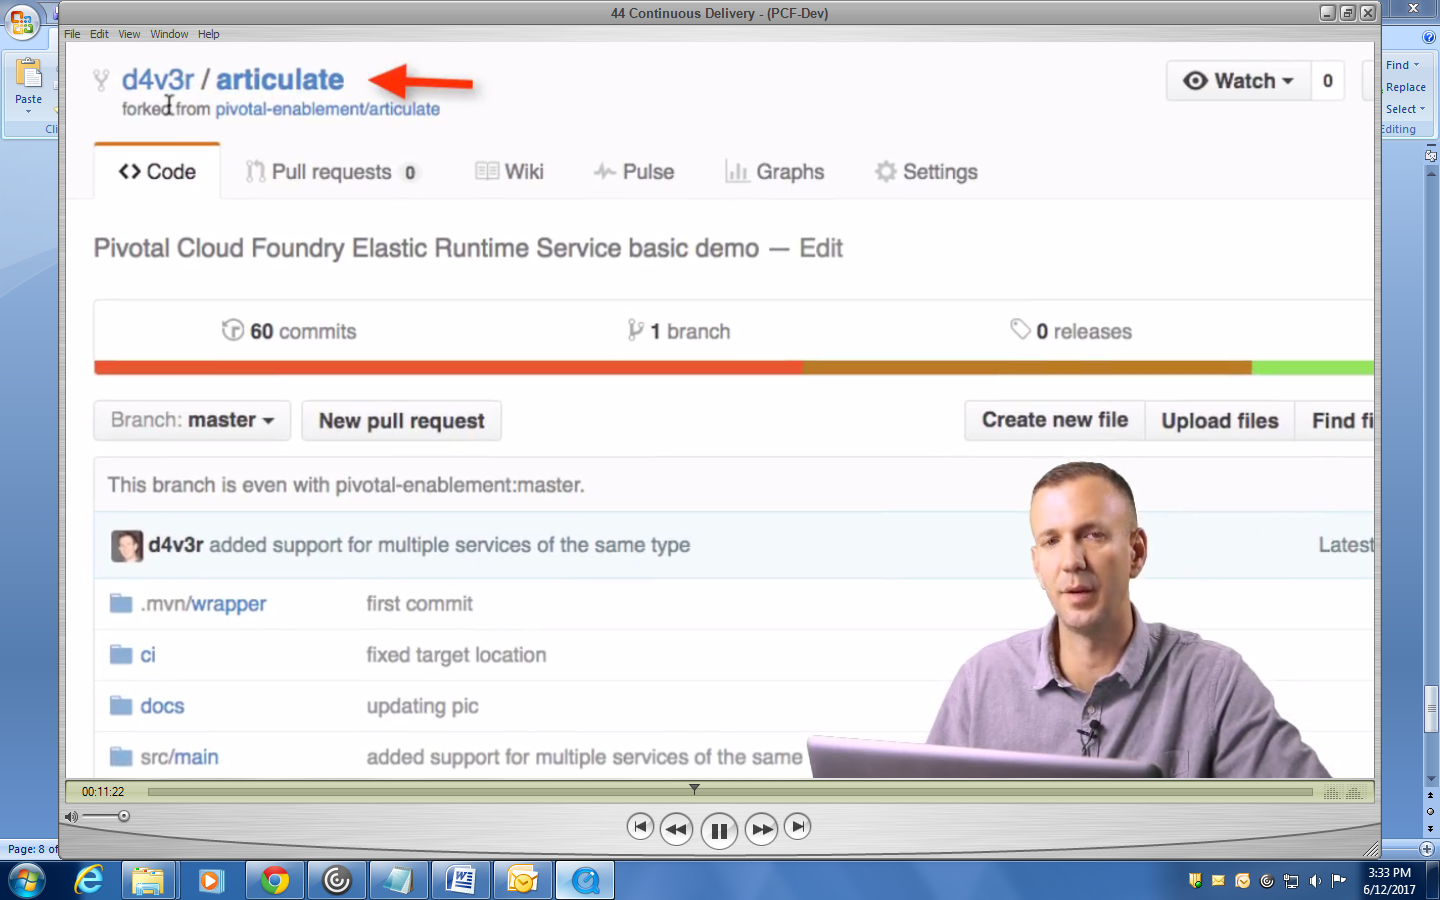 44 Continuous Delivery - (PCF-Dev)
File Edit View Window Help
Paste
Find
Replace
Select
Editing
d4v3r / articulate
forked from pivotal-enablement/articulate
Watch 0
Code Pull requests 0 Wiki Pulse Graphs Settings
Pivotal Cloud Foundry Elastic Runtime Service basic demo — Edit
60 commits 1 branch 0 releases
Branch: master New pull request Create new file Upload files Find fi
This branch is even with pivotal-enablement:master.
d4v3r added support for multiple services of the same type Latest
.mvn/wrapper first commit
ci fixed target location
docs updating pic
src/main added support for multiple services of the same
00:11:22
Page: 8 of
3:33 PM
6/12/2017